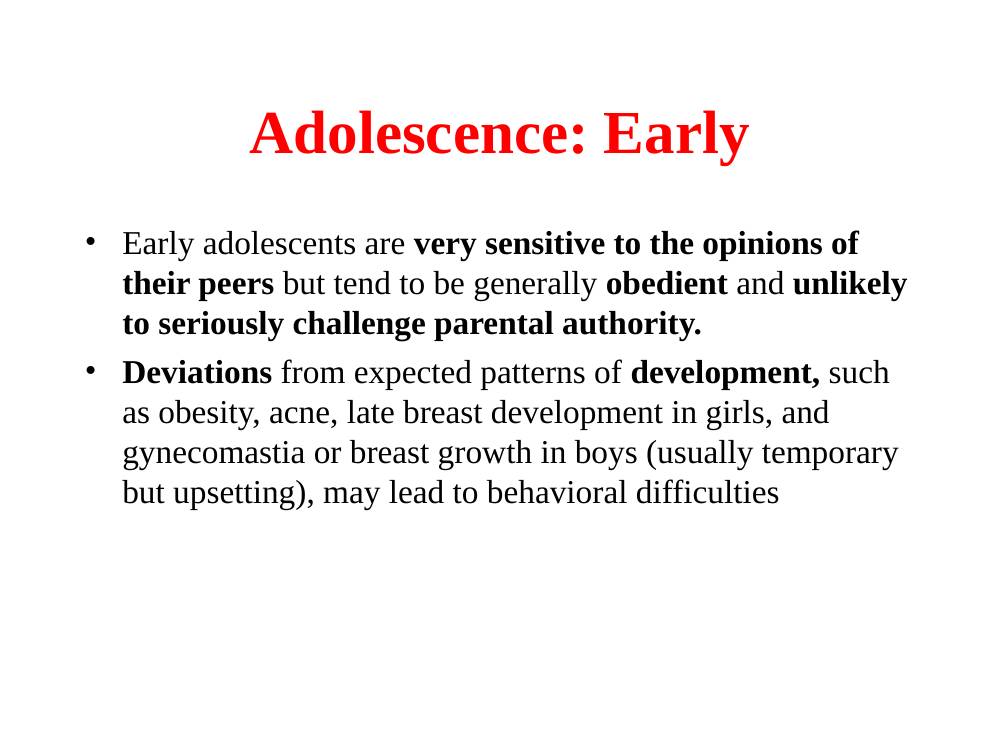 Adolescence: Early
• Early adolescents are very sensitive to the opinions of
their peers but tend to be generally obedient and unlikely
to seriously challenge parental authority.
• Deviations from expected patterns of development, such
as obesity, acne, late breast development in girls, and
gynecomastia or breast growth in boys (usually temporary
but upsetting), may lead to behavioral difficulties